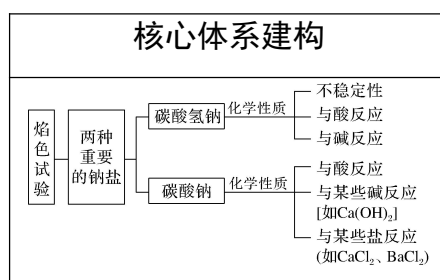 核心体系建构
焰色试验
两种重要的钠盐
碳酸氢钠
化学性质
不稳定性
与酸反应
与碱反应
碳酸钠
化学性质
与酸反应
与某些碱反应
[如Ca(OH)₂]
与某些盐反应
(如CaCl₂、BaCl₂)